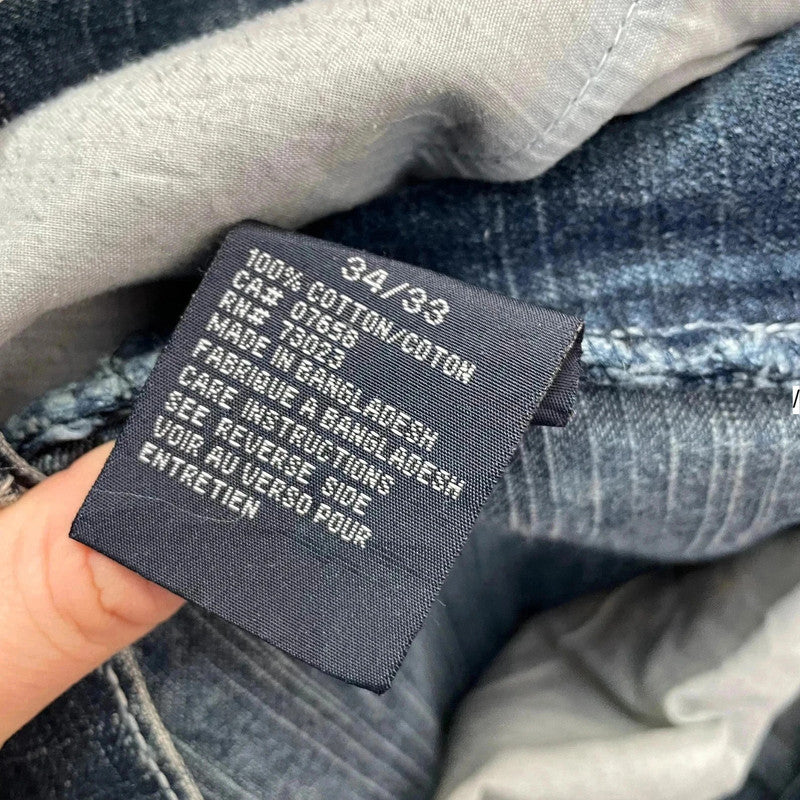 34/33
100% COTTON/COTON
CA# 07656
RN# 73023
MADE IN BANGLADESH
FABRIQUE A BANGLADESH
CARE INSTRUCTIONS
SEE REVERSE SIDE
VOIR AU VERSO POUR
ENTRETIEN